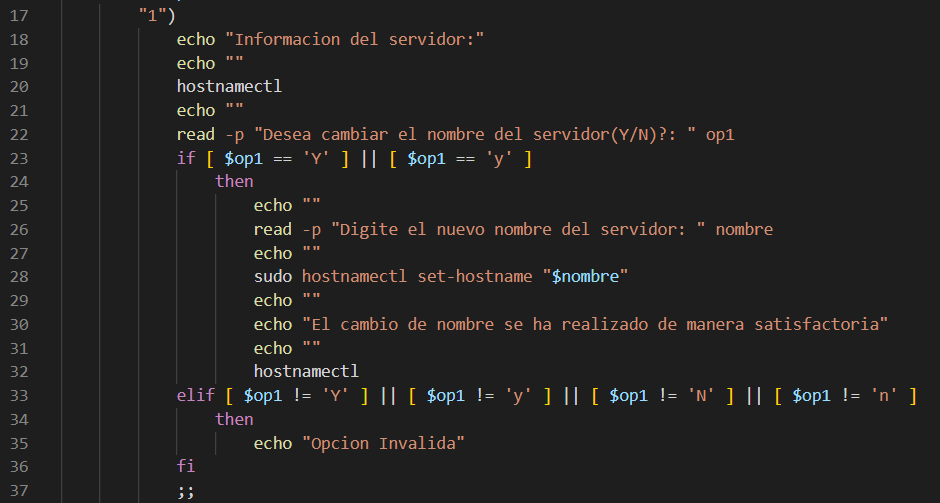 17 "1")
18 echo "Informacion del servidor:"
19 echo ""
20 hostnamectl
21 echo ""
22 read -p "Desea cambiar el nombre del servidor(Y/N)?: " op1
23 if [ $op1 == 'Y' ] || [ $op1 == 'y' ]
24 then
25 echo ""
26 read -p "Digite el nuevo nombre del servidor: " nombre
27 echo ""
28 sudo hostnamectl set-hostname "$nombre"
29 echo ""
30 echo "El cambio de nombre se ha realizado de manera satisfactoria"
31 echo ""
32 hostnamectl
33 elif [ $op1 != 'Y' ] || [ $op1 != 'y' ] || [ $op1 != 'N' ] || [ $op1 != 'n' ]
34 then
35 echo "Opcion Invalida"
36 fi
37 ;;